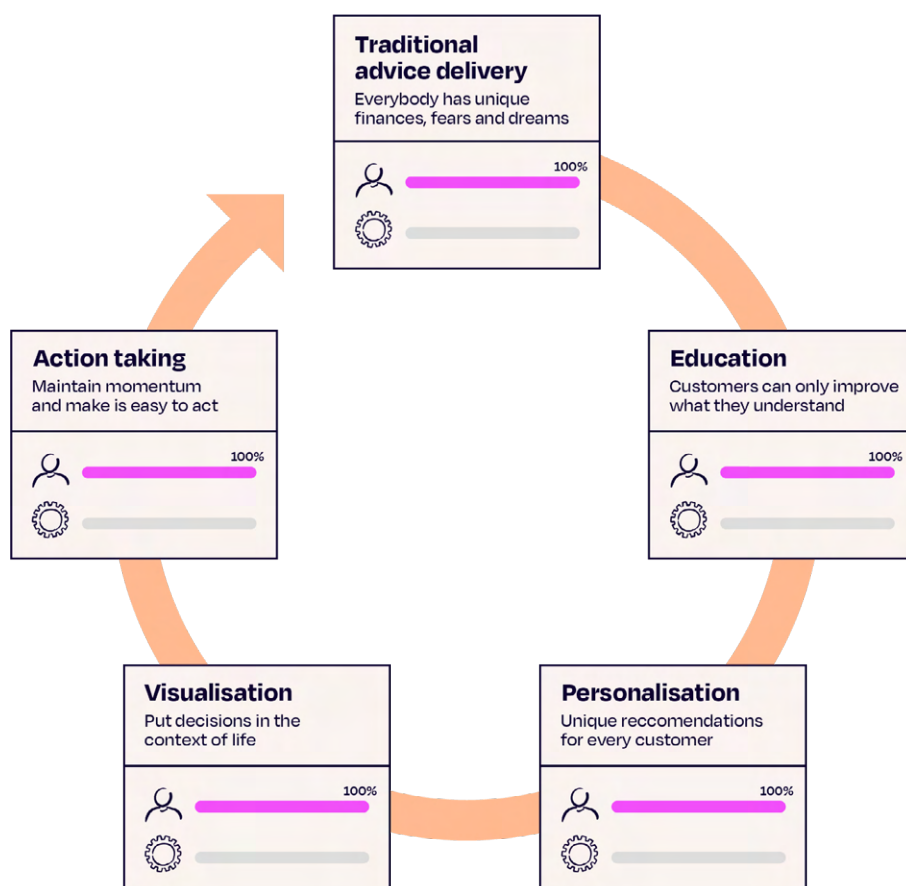 Traditional
advice delivery
Everybody has unique
finances, fears and dreams
100%
Education
Customers can only improve
what they understand
100%
Personalisation
Unique reccomendations
for every customer
100%
Visualisation
Put decisions in the
context of life
100%
Action taking
Maintain momentum
and make is easy to act
100%